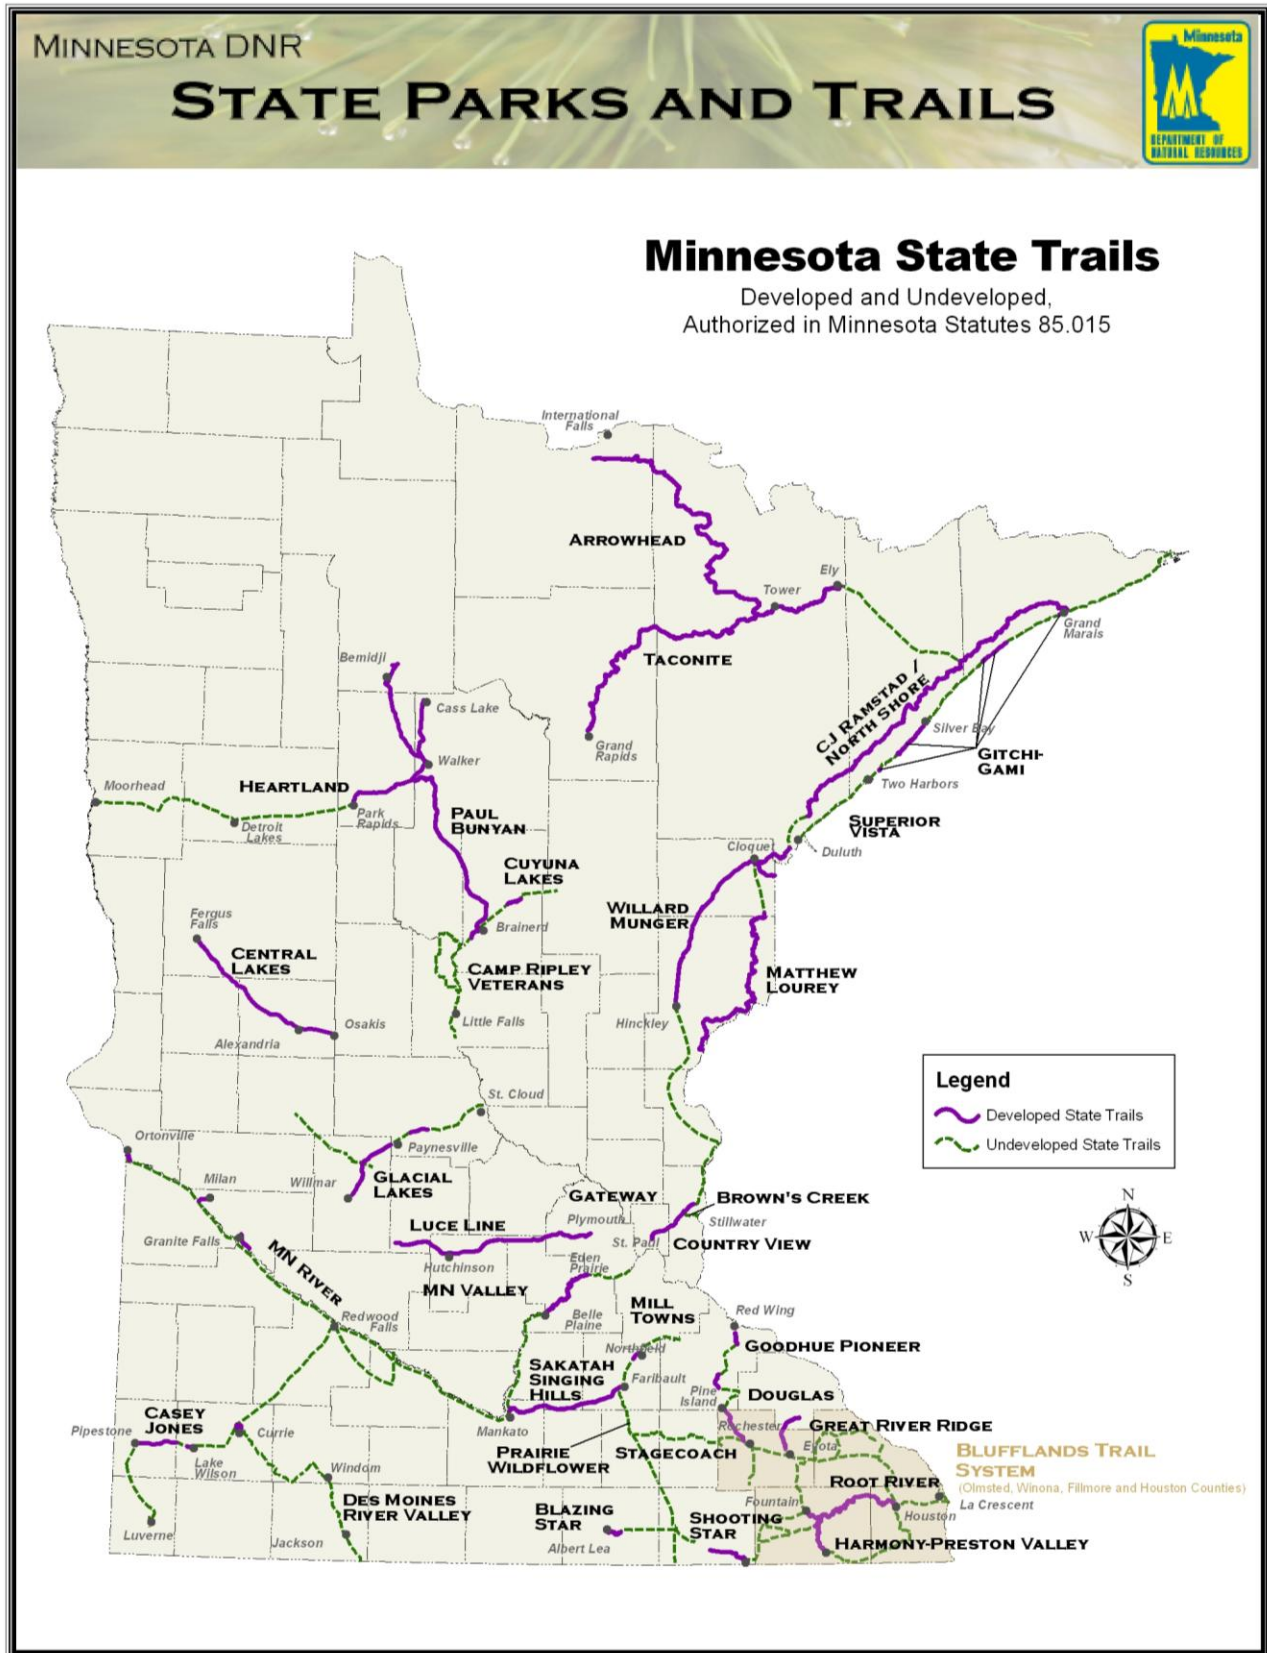 MINNESOTA DNR
STATE PARKS AND TRAILS
Minnesota
DEPARTMENT OF
NATURAL RESOURCES
Minnesota State Trails
Developed and Undeveloped,
Authorized in Minnesota Statutes 85.015
International
Falls
ARROWHEAD
Ely
Tower
Grand
Marais
TACONITE
Bemidji
Cass Lake
CJ RAMSTAD /
NORTH SHORE
Silver Bay
Grand
Rapids
GITCHI-
GAMI
Walker
Moorhead
HEARTLAND
Two Harbors
Park
Rapids
PAUL
BUNYAN
Detroit
Lakes
SUPERIOR
VISTA
Cloquet
Duluth
CUYUNA
LAKES
WILLARD
MUNGER
Fergus
Falls
Brainerd
CENTRAL
LAKES
CAMP RIPLEY
VETERANS
MATTHEW
LOUREY
Osakis
Little Falls
Hinckley
Alexandria
Legend
Developed State Trails
Undeveloped State Trails
St. Cloud
Ortonville
Paynesville
Milan
Willmar
GLACIAL
LAKES
GATEWAY
BROWN'S CREEK
Plymouth
Stillwater
LUCE LINE
Granite Falls
St. Paul
COUNTRY VIEW
N
W
E
S
Hutchinson
Eden
Prairie
MN RIVER
MN VALLEY
MILL
TOWNS
Red Wing
Redwood
Falls
Belle
Plaine
Northfield
GOODHUE PIONEER
SAKATAH
SINGING
HILLS
Faribault
Pine
Island
DOUGLAS
CASEY
JONES
Pipestone
Currie
Mankato
Rochester
GREAT RIVER RIDGE
Eyota
PRAIRIE
WILDFLOWER
STAGECOACH
BLUFFLANDS TRAIL
SYSTEM
(Olmsted, Winona, Fillmore and Houston Counties)
Lake
Wilson
Windom
ROOT RIVER
La Crescent
DES MOINES
RIVER VALLEY
BLAZING
STAR
Fountain
Houston
SHOOTING
STAR
Luverne
Jackson
Albert Lea
HARMONY-PRESTON VALLEY